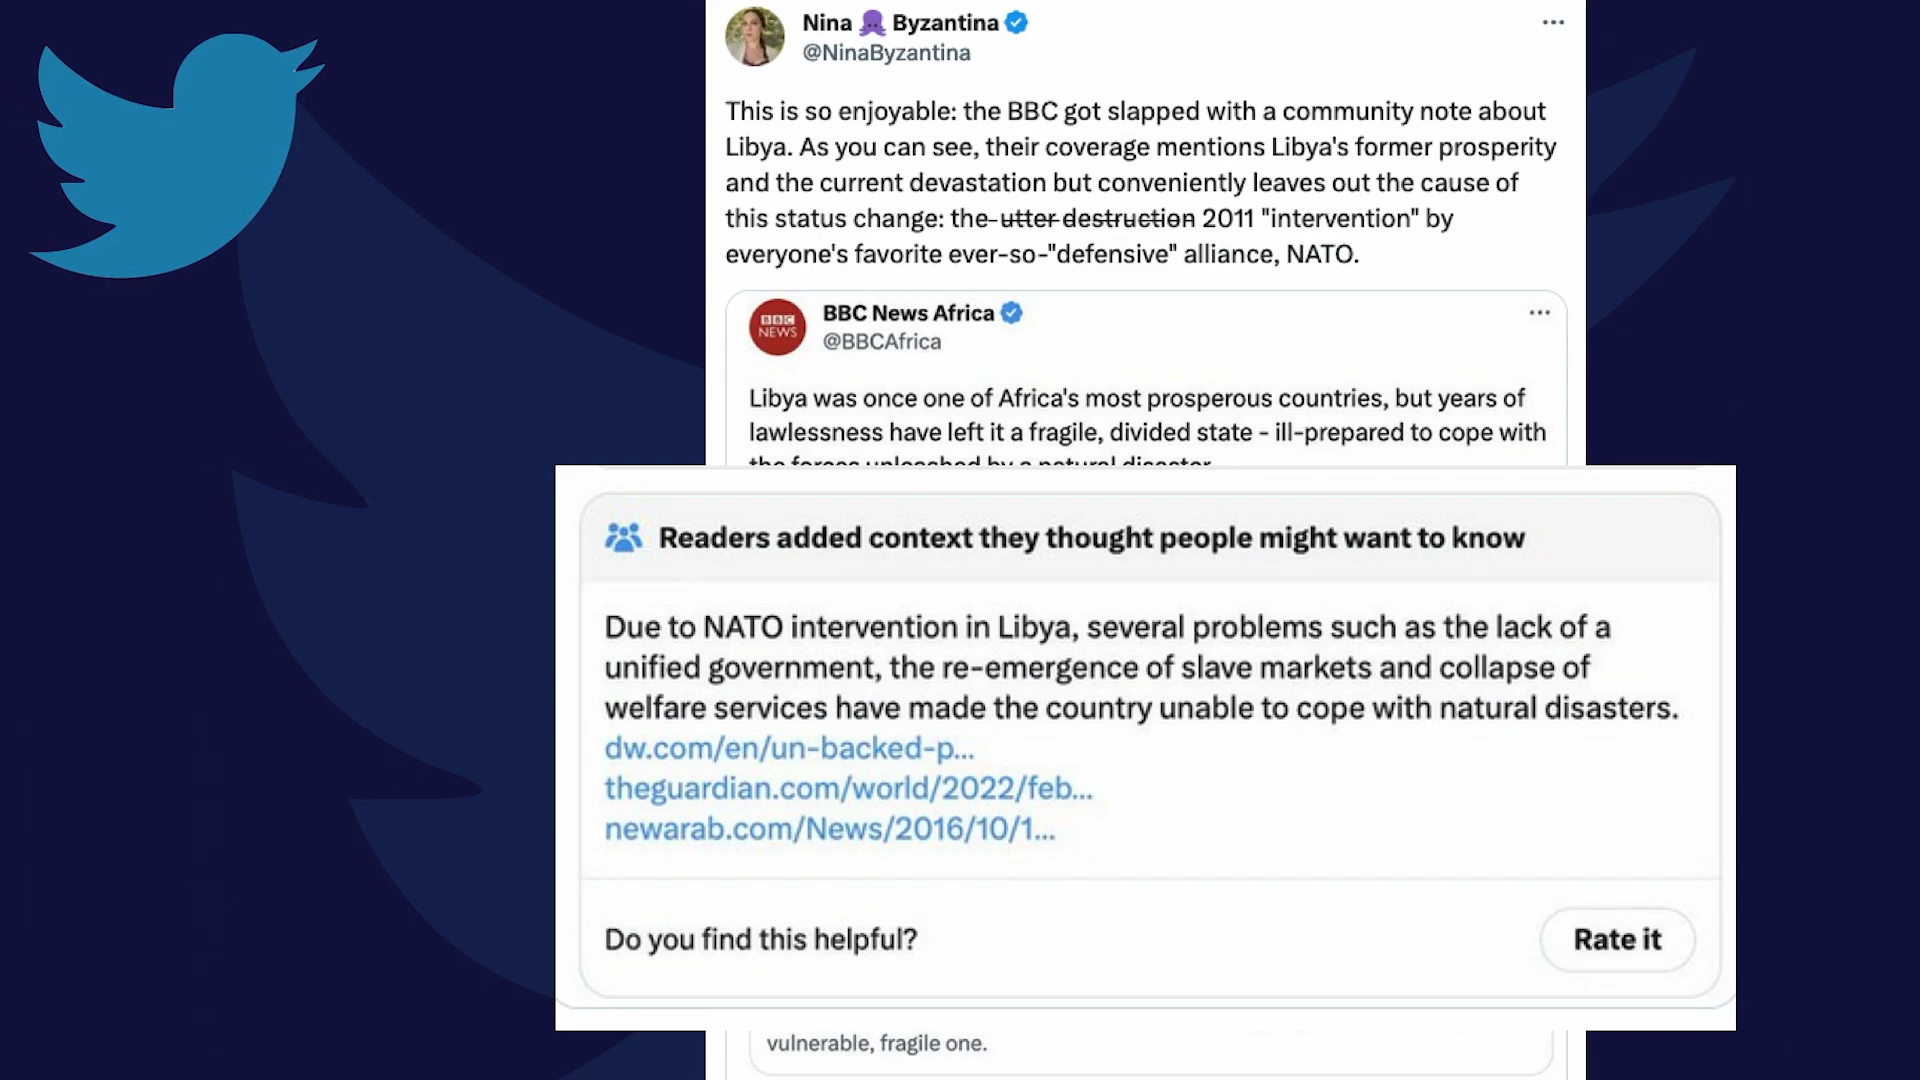 Nina 🐙 Byzantina
@NinaByzantina
This is so enjoyable: the BBC got slapped with a community note about
Libya. As you can see, their coverage mentions Libya's former prosperity
and the current devastation but conveniently leaves out the cause of
this status change: the utter destruction 2011 "intervention" by
everyone's favorite ever-so-"defensive" alliance, NATO.
BBC
NEWS
BBC News Africa
@BBCAfrica
Libya was once one of Africa's most prosperous countries, but years of
lawlessness have left it a fragile, divided state - ill-prepared to cope with
the forces unleashed by a natural disaster
Readers added context they thought people might want to know
Due to NATO intervention in Libya, several problems such as the lack of a
unified government, the re-emergence of slave markets and collapse of
welfare services have made the country unable to cope with natural disasters.
dw.com/en/un-backed-p...
theguardian.com/world/2022/feb...
newarab.com/News/2016/10/1...
Do you find this helpful?
Rate it
vulnerable, fragile one.